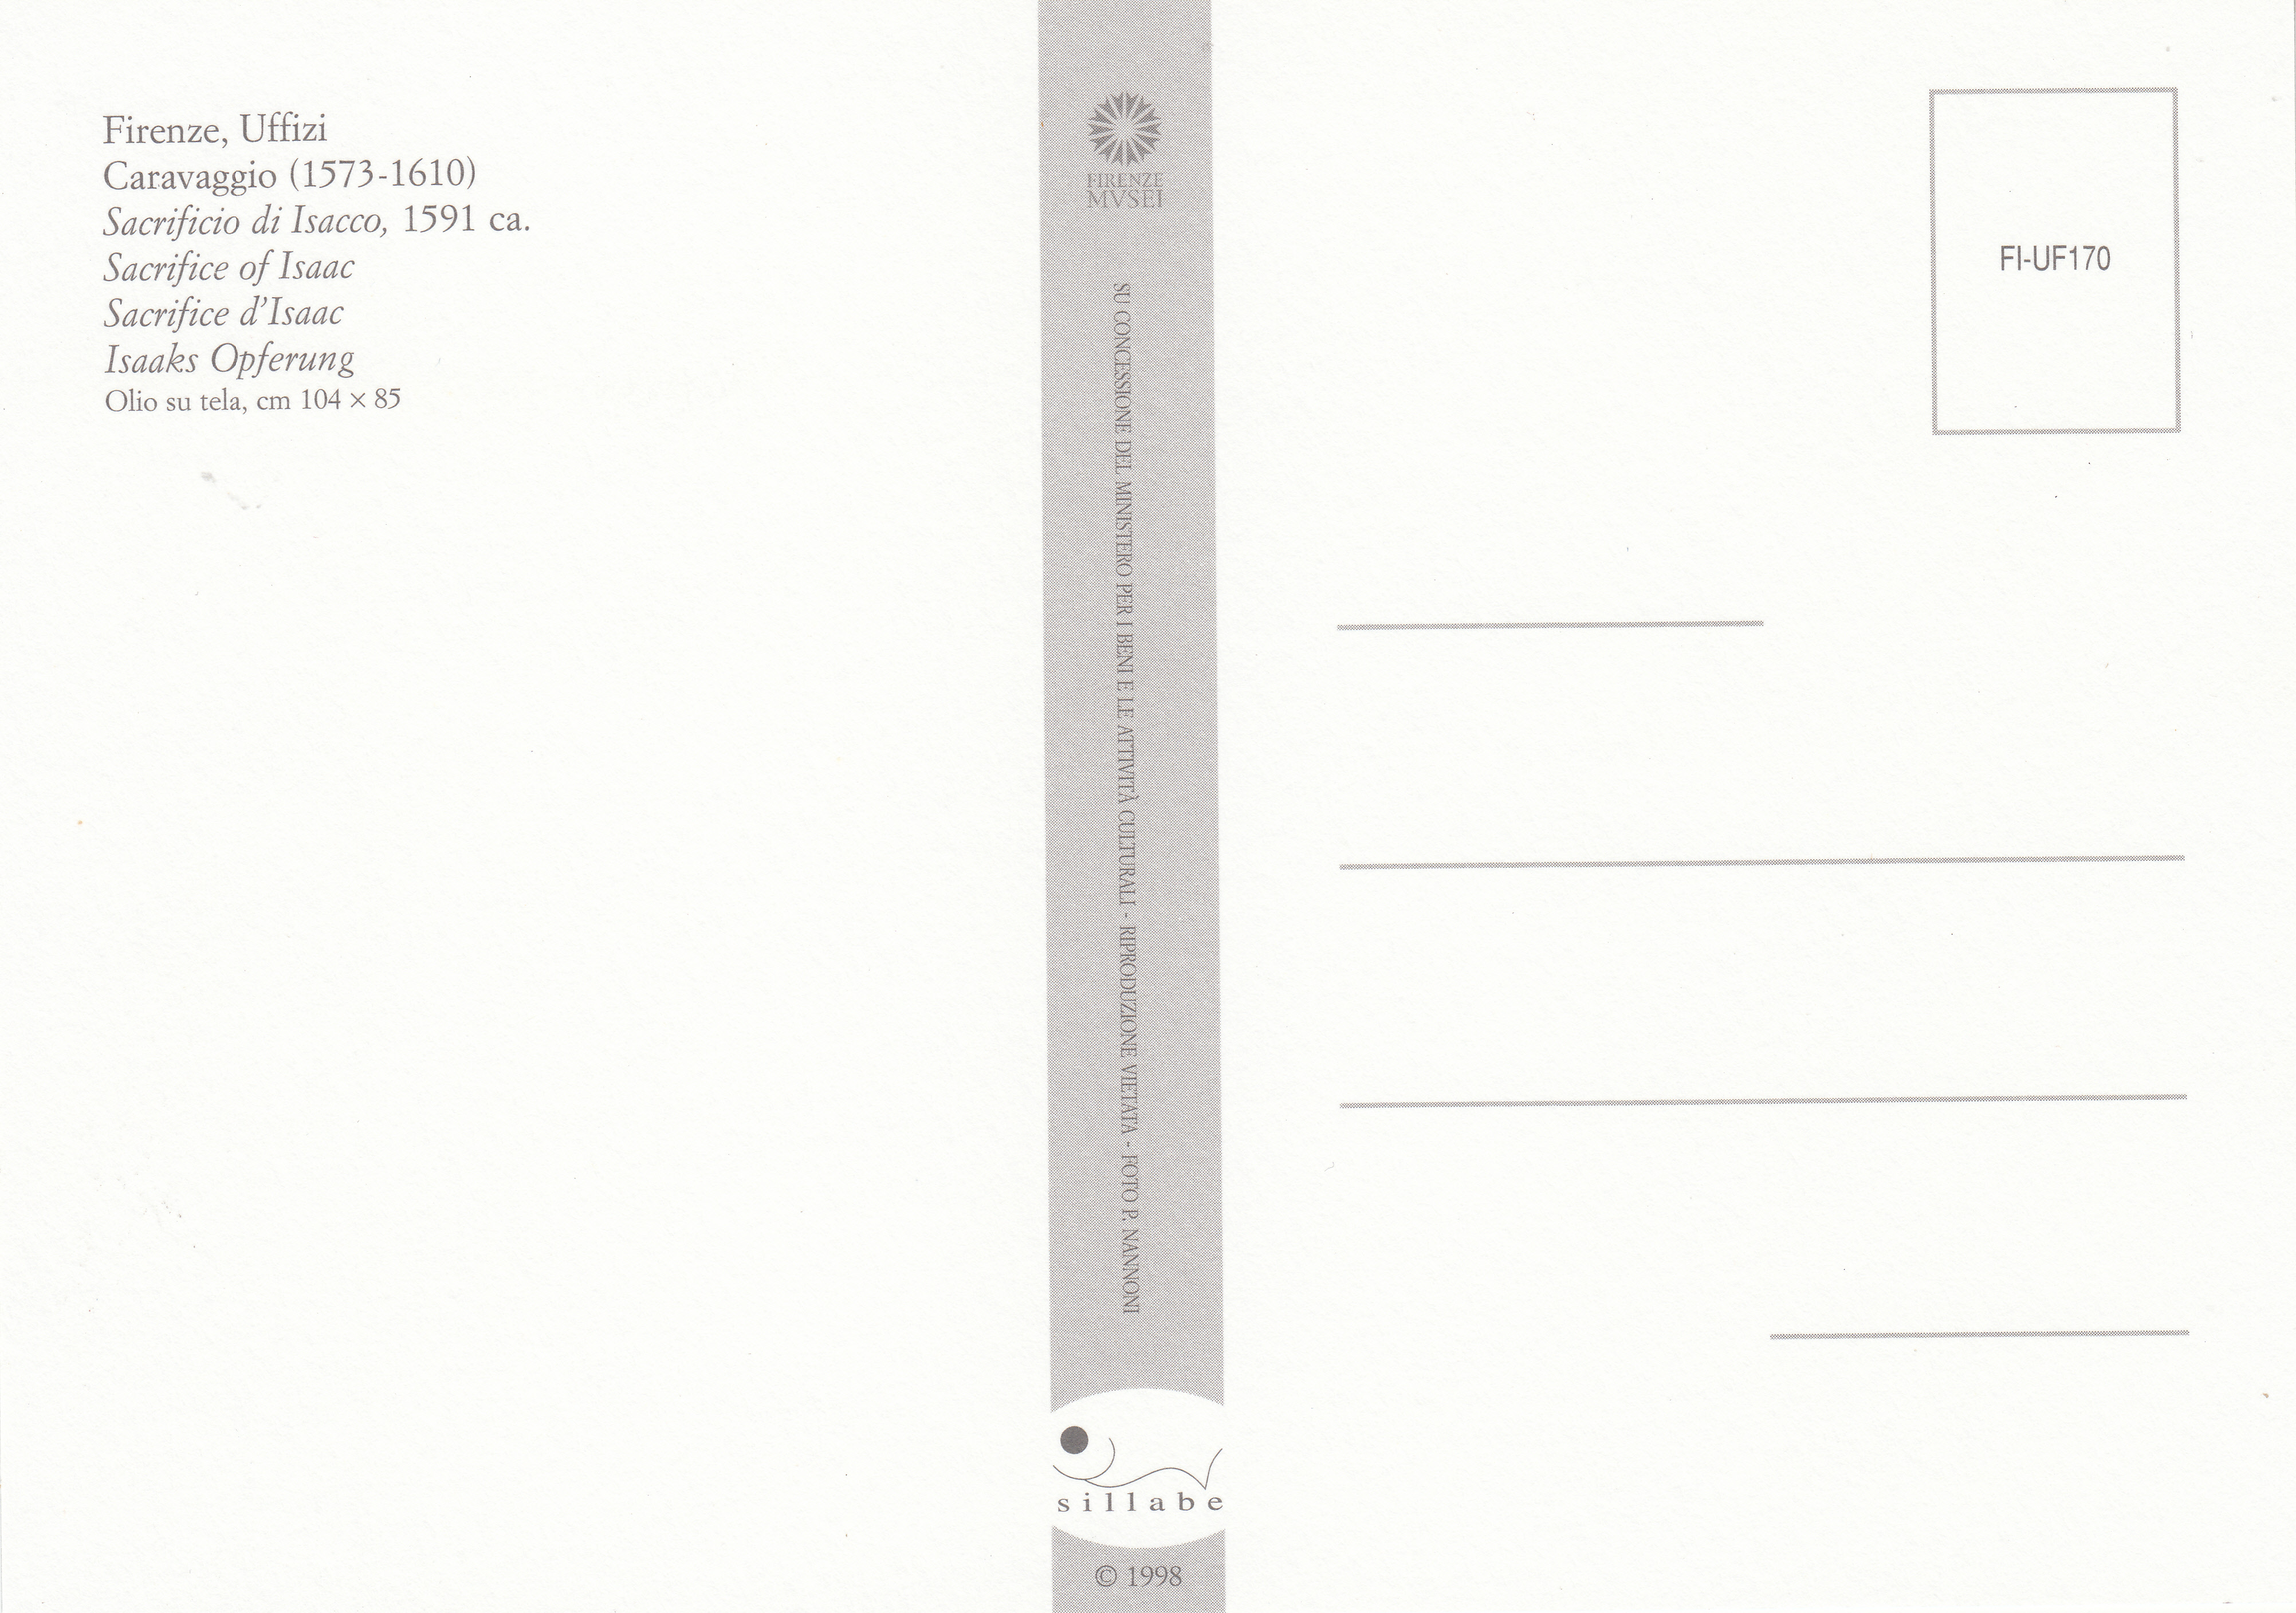 Firenze, Uffizi
Caravaggio (1573-1610)
Sacrificio di Isacco, 1591 ca.
Sacrifice of Isaac
Sacrifice d'Isaac
Isaaks Opferung
Olio su tela, cm 104 × 85
FIRENZE
MVSEI
SU CONCESSIONE DEL MINISTERO PER I BENI E LE ATTIVITÀ CULTURALI - RIPRODUZIONE VIETATA - FOTO P. NANNONI
sillabe
© 1998
FI-UF170